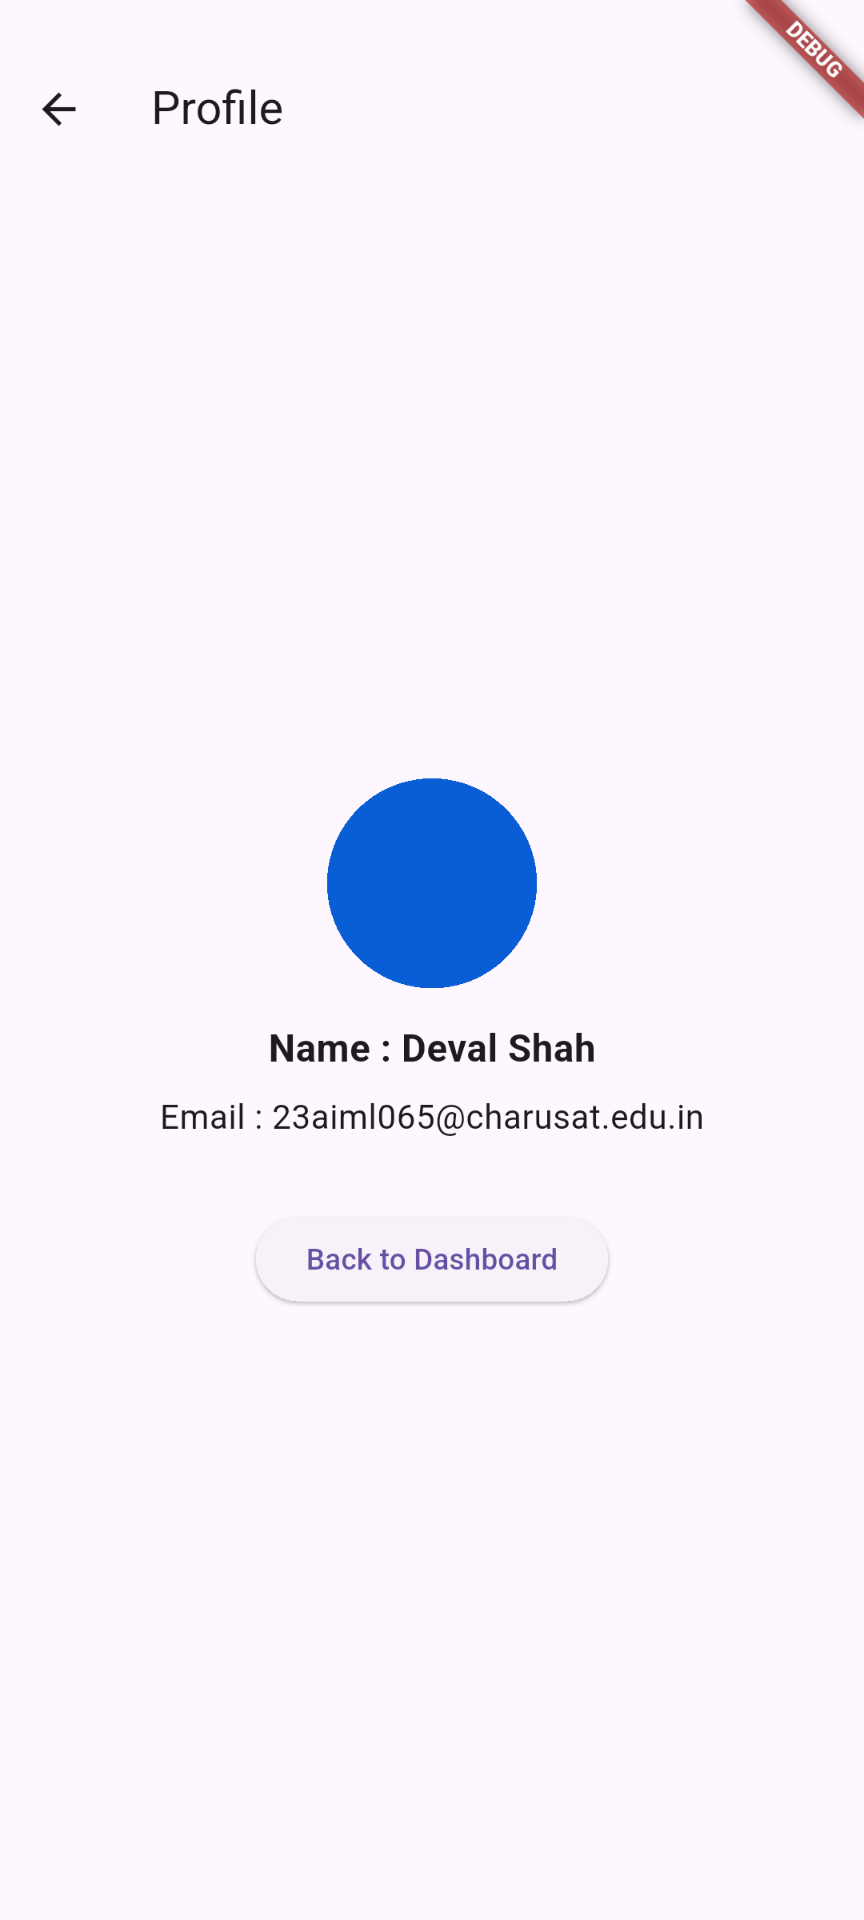 DEBUG
Profile
Name : Deval Shah
Email : 23aiml065@charusat.edu.in
Back to Dashboard